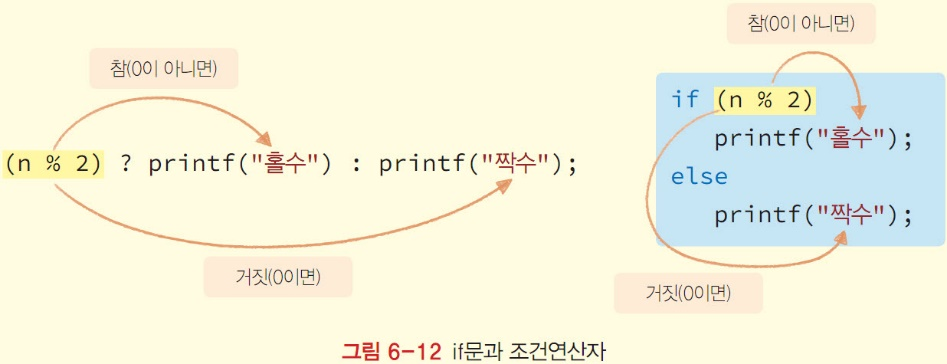 참(0이 아니면)
(n % 2) ? printf("홀수") : printf("짝수");
거짓(0이면)
참(0이 아니면)
if (n % 2)
printf("홀수");
else
printf("짝수");
거짓(0이면)
그림 6-12 if문과 조건연산자